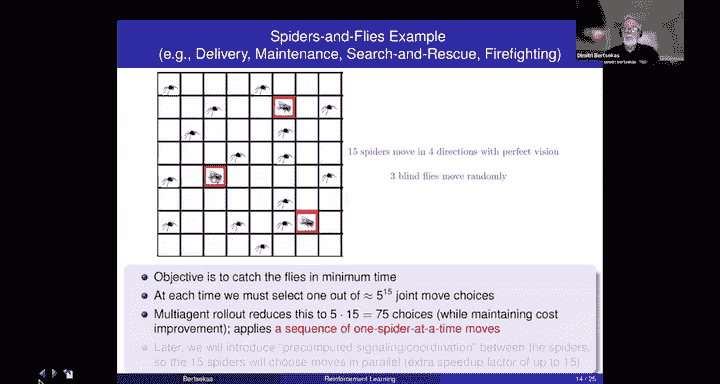 Spiders-and-Flies Example
(e.g., Delivery, Maintenance, Search-and-Rescue, Firefighting)
Dimitri Bertsekas
15 spiders move in 4 directions with perfect vision
3 blind flies move randomly
Objective is to catch the flies in minimum time
At each time we must select one out of ≈ 5^15 joint move choices
Multiagent rollout reduces this to 5 · 15 = 75 choices (while maintaining cost
improvement); applies a sequence of one-spider-at-a-time moves
Later, we will introduce "precomputed signaling/coordination" between the spiders,
so the 15 spiders will choose moves in parallel (extra speedup factor of up to 15)
Bertsekas Reinforcement Learning 14 / 25